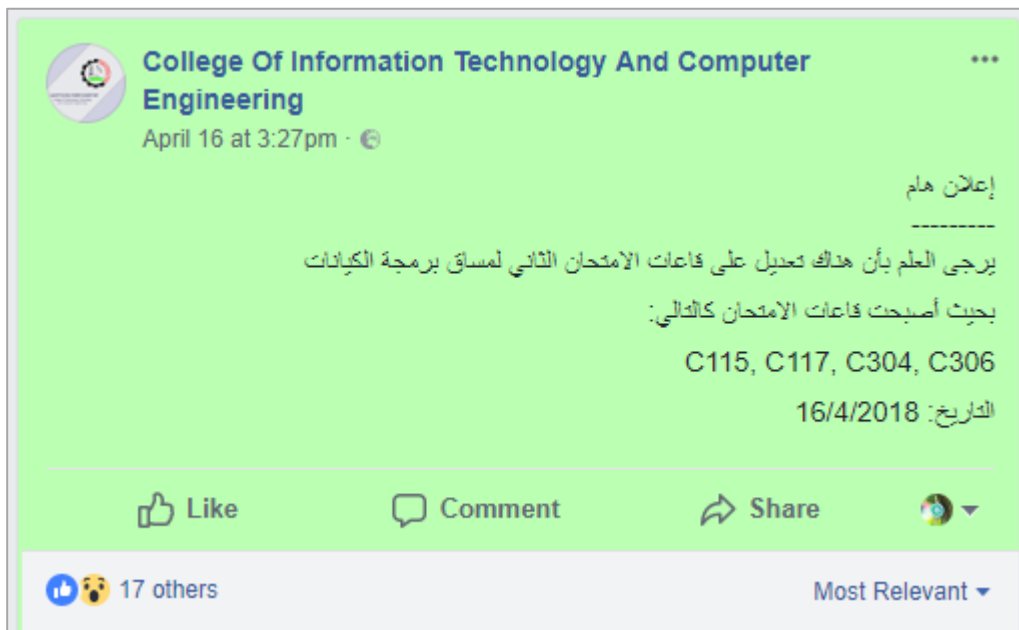 College Of Information Technology And Computer
Engineering
April 16 at 3:27pm ·
إعلان هام
---------
يرجى العلم بأن هناك تعديل على قاعات الامتحان الثاني لمساق برمجة الكيانات
بحيث أصبحت قاعات الامتحان كالتالي:
C115, C117, C304, C306
التاريخ: 16/4/2018
Like Comment Share
17 others Most Relevant